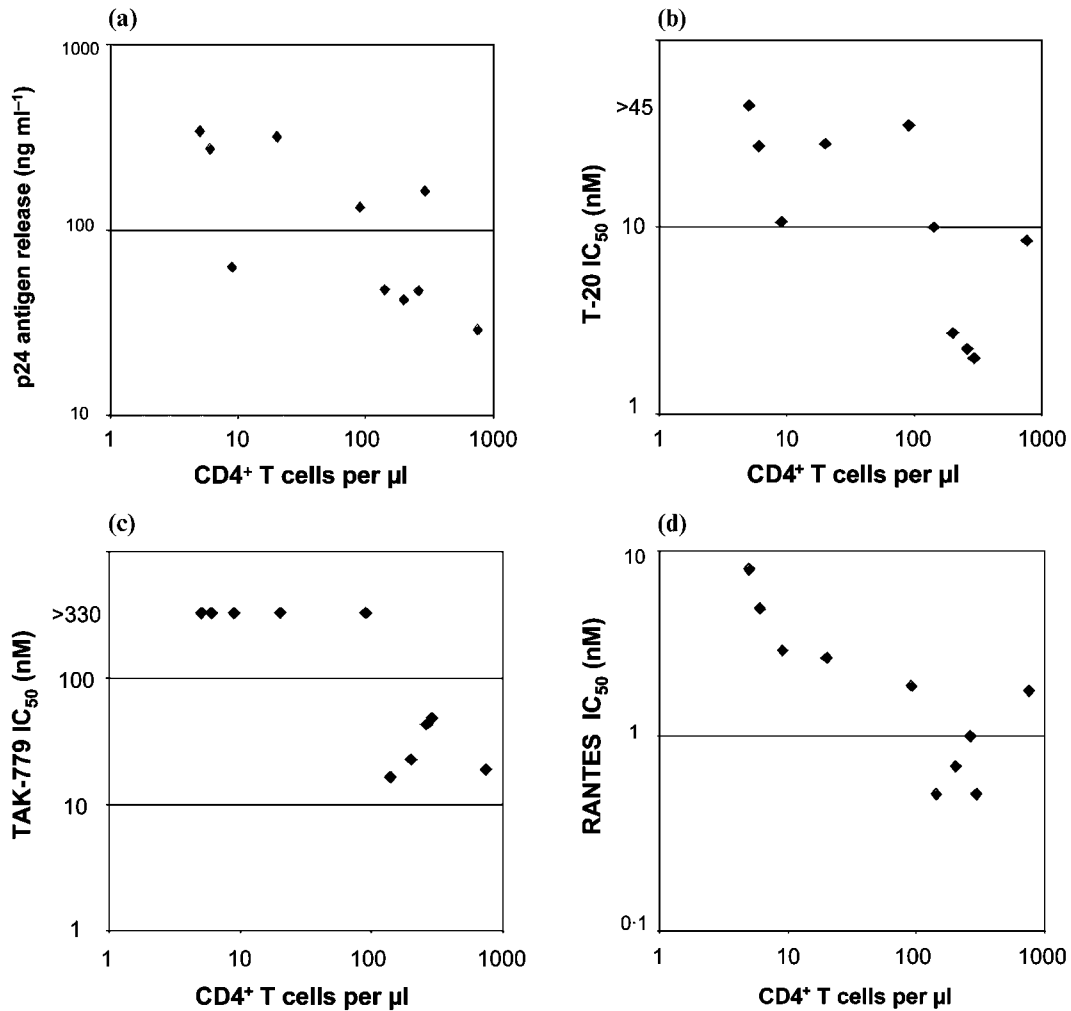 (a)
p24 antigen release (ng ml⁻¹)
1000
100
10
1 10 100 1000
CD4⁺ T cells per µl
(b)
T-20 IC₅₀ (nM)
>45
10
1
1 10 100 1000
CD4⁺ T cells per µl
(c)
TAK-779 IC₅₀ (nM)
>330
100
10
1
1 10 100 1000
CD4⁺ T cells per µl
(d)
RANTES IC₅₀ (nM)
10
1
0·1
1 10 100 1000
CD4⁺ T cells per µl